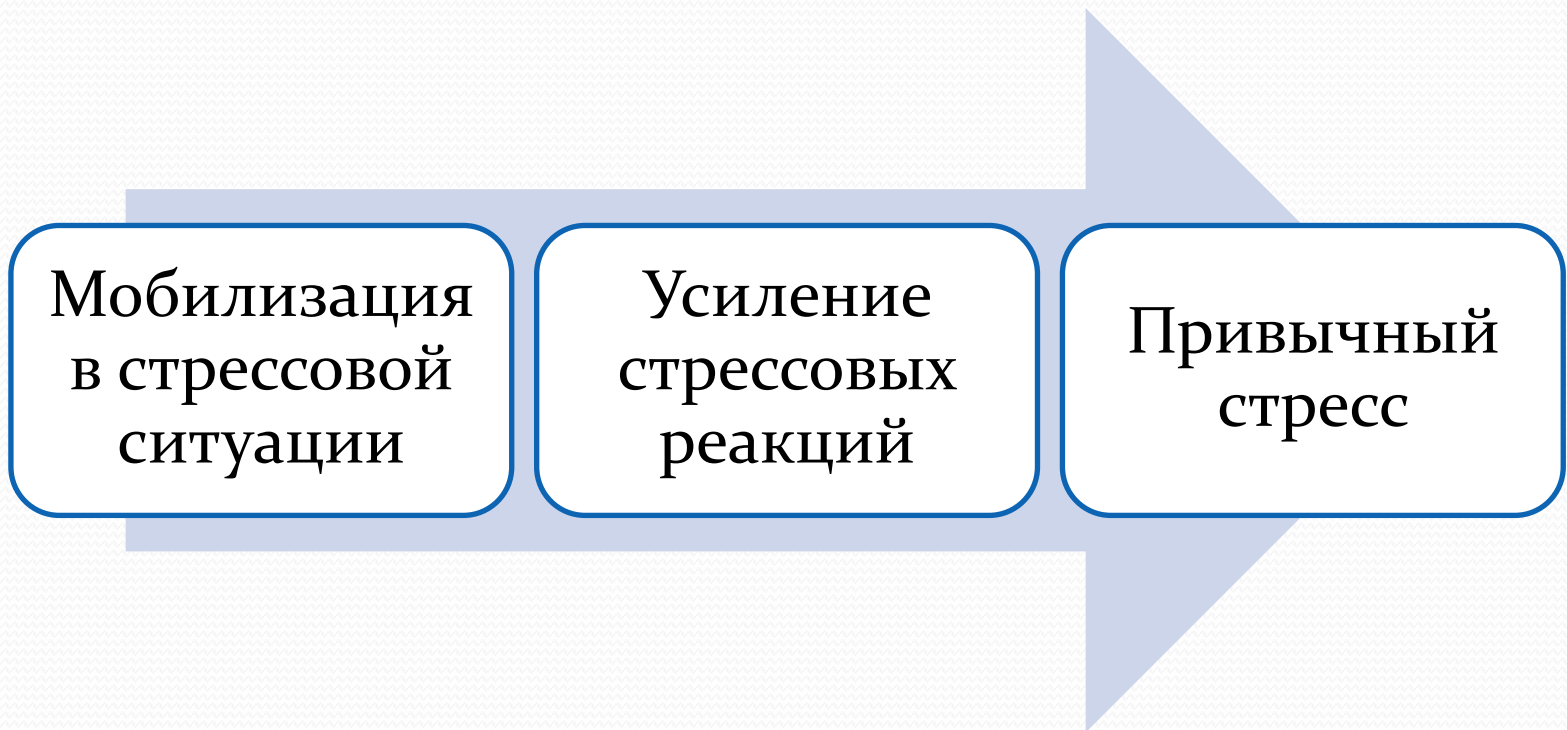 Мобилизация
в стрессовой
ситуации
Усиление
стрессовых
реакций
Привычный
стресс